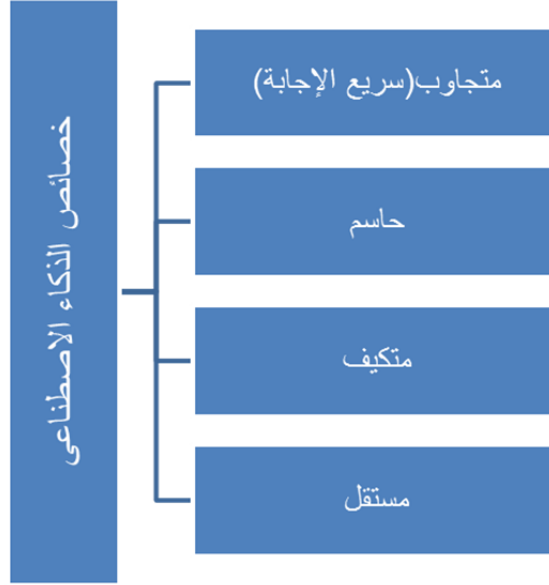 خصائص الذكاء الاصطناعى
متجاوب(سريع الإجابة)
حاسم
متكيف
مستقل